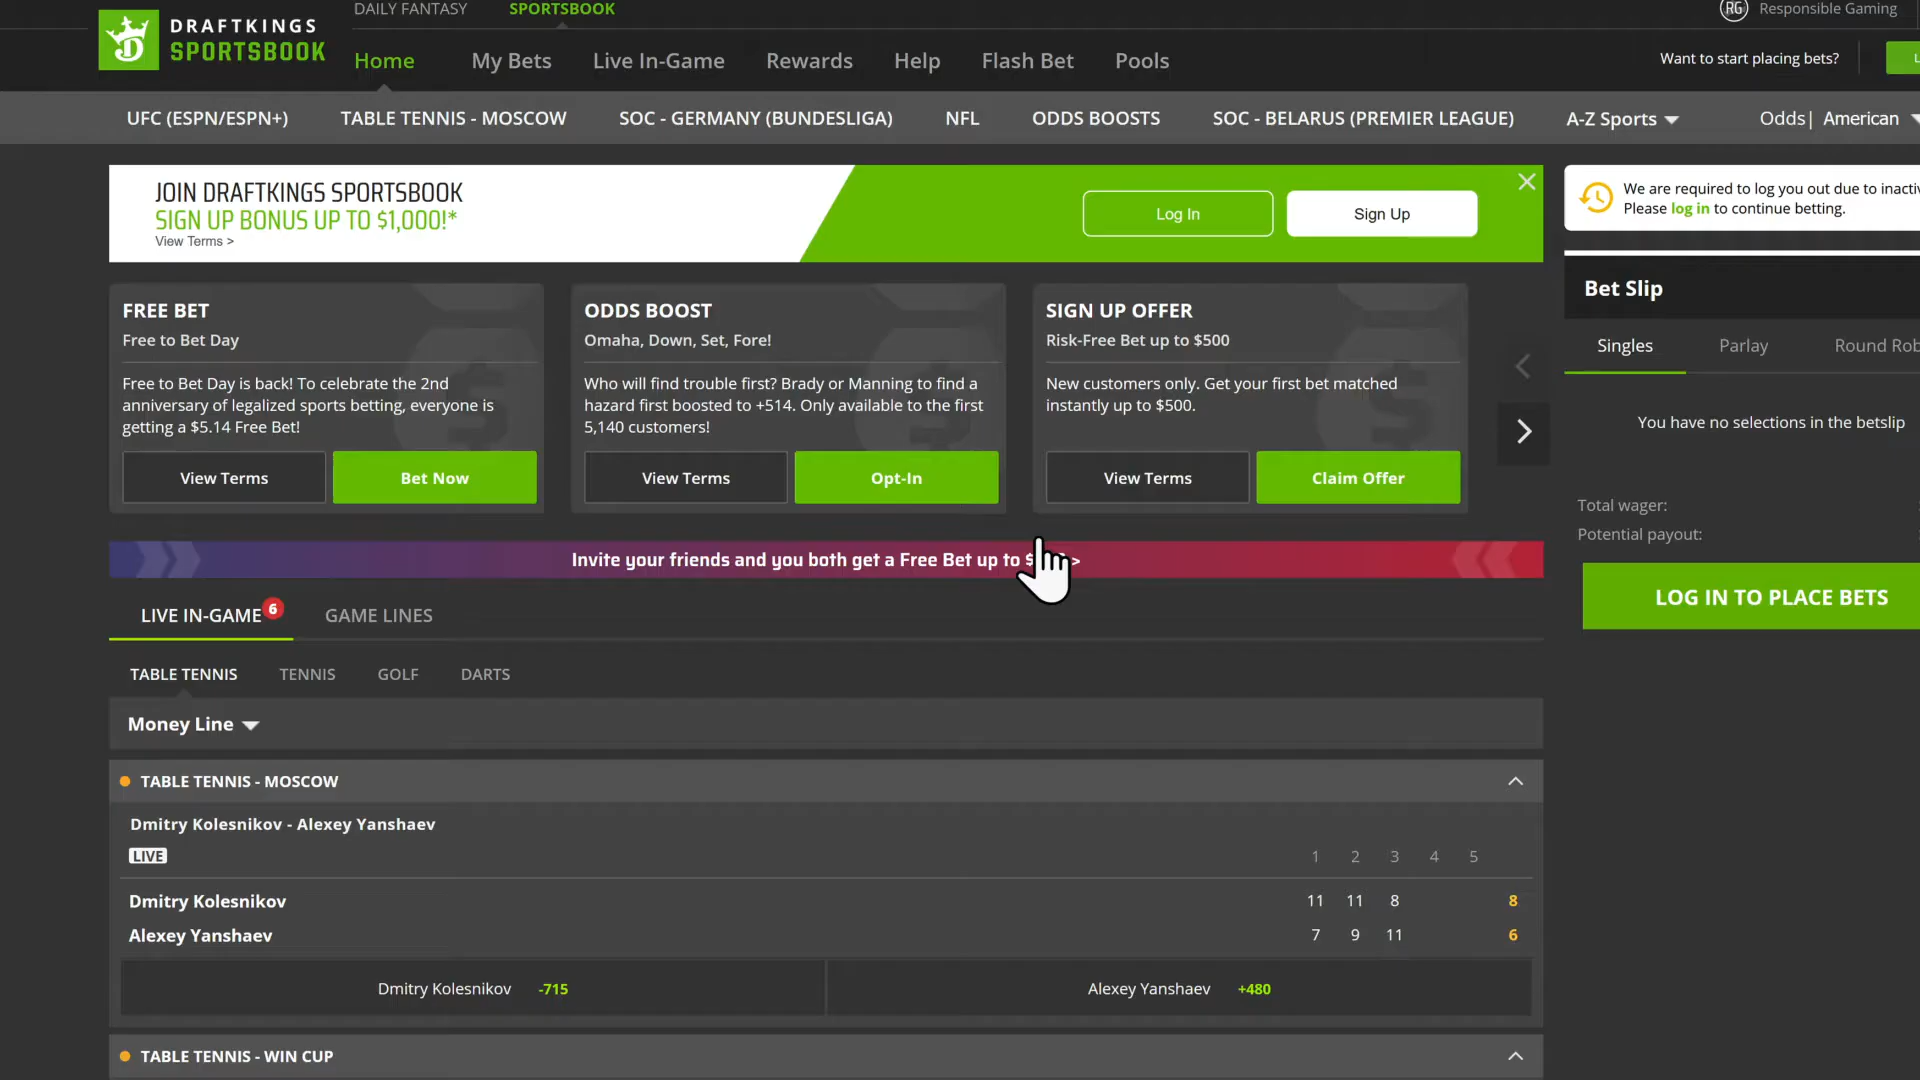 DRAFTKINGS
SPORTSBOOK
DAILY FANTASY
SPORTSBOOK
RG Responsible Gaming
Home
My Bets
Live In-Game
Rewards
Help
Flash Bet
Pools
Want to start placing bets?
UFC (ESPN/ESPN+)
TABLE TENNIS - MOSCOW
SOC - GERMANY (BUNDESLIGA)
NFL
ODDS BOOSTS
SOC - BELARUS (PREMIER LEAGUE)
A-Z Sports
Odds| American
JOIN DRAFTKINGS SPORTSBOOK
SIGN UP BONUS UP TO $1,000!*
View Terms >
Log In
Sign Up
We are required to log you out due to
Please log in to continue betting.
FREE BET
Free to Bet Day
Free to Bet Day is back! To celebrate the 2nd
anniversary of legalized sports betting, everyone is
getting a $5.14 Free Bet!
View Terms
Bet Now
ODDS BOOST
Omaha, Down, Set, Fore!
Who will find trouble first? Brady or Manning to find a
hazard first boosted to +514. Only available to the first
5,140 customers!
View Terms
Opt-In
SIGN UP OFFER
Risk-Free Bet up to $500
New customers only. Get your first bet matched
instantly up to $500.
View Terms
Claim Offer
Bet Slip
Singles
Parlay
Round
You have no selections in the betslip
Total wager:
Potential payout:
LOG IN TO PLACE BETS
Invite your friends and you both get a Free Bet up to >
LIVE IN-GAME 6
GAME LINES
TABLE TENNIS
TENNIS
GOLF
DARTS
Money Line
TABLE TENNIS - MOSCOW
Dmitry Kolesnikov - Alexey Yanshaev
LIVE
1 2 3 4 5
Dmitry Kolesnikov 11 11 8 8
Alexey Yanshaev 7 9 11 6
Dmitry Kolesnikov -715
Alexey Yanshaev +480
TABLE TENNIS - WIN CUP